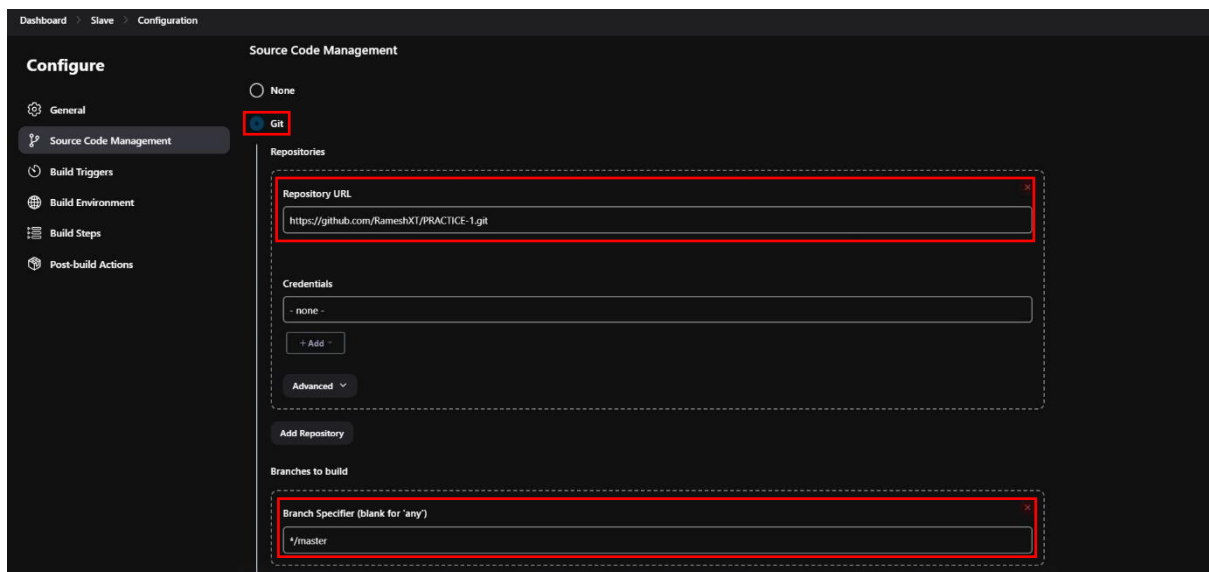 Dashboard > Slave > Configuration
Configure
General
Source Code Management
Build Triggers
Build Environment
Build Steps
Post-build Actions
Source Code Management
None
Git
Repositories
Repository URL
https://github.com/RameshXT/PRACTICE-1.git
Credentials
- none -
+ Add
Advanced
Add Repository
Branches to build
Branch Specifier (blank for 'any')
*/master